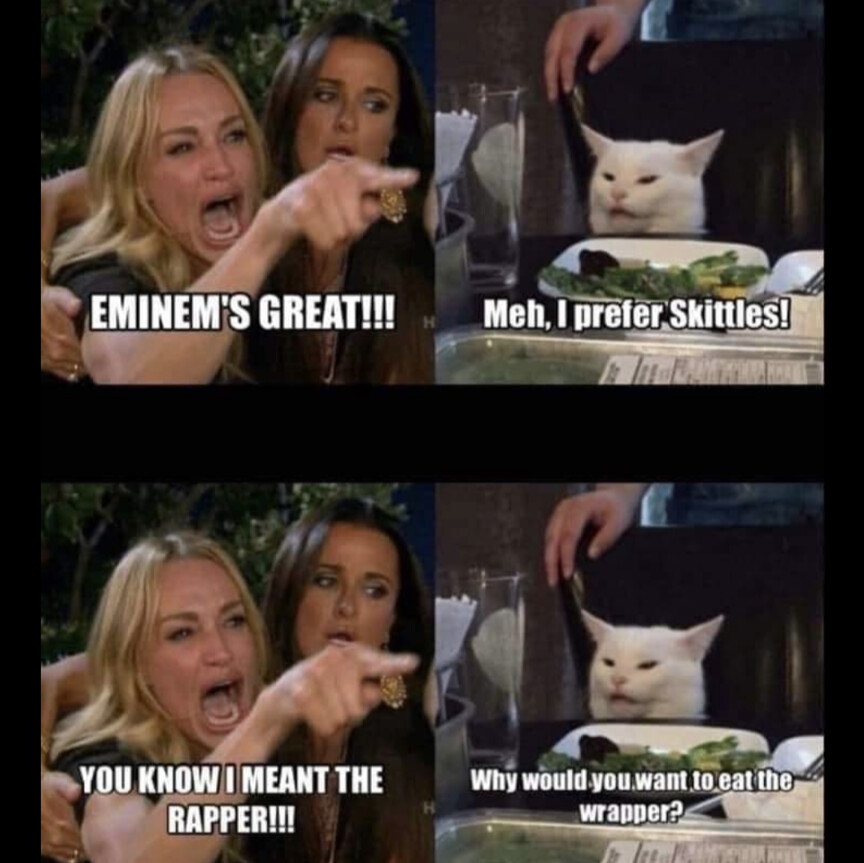 EMINEM'S GREAT!!!
Meh, I prefer Skittles!
YOU KNOW I MEANT THE
RAPPER!!!
Why would you want to eat the
wrapper?